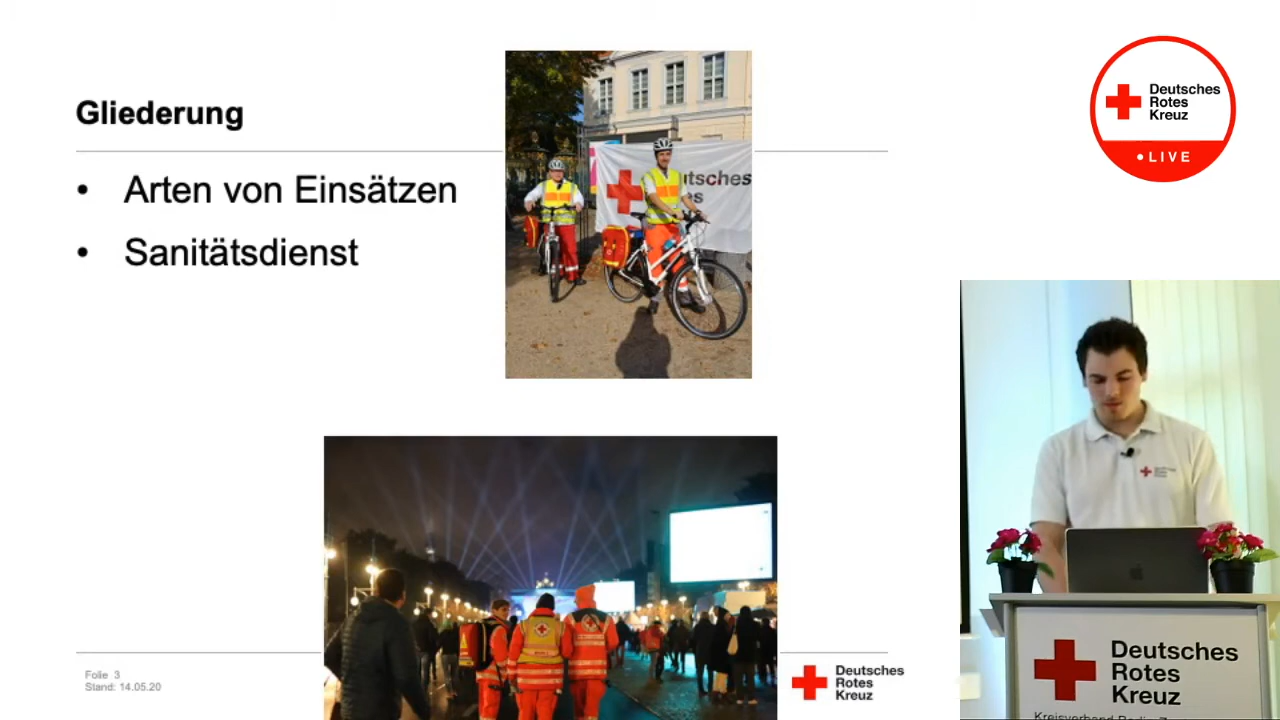 Gliederung
• Arten von Einsätzen
• Sanitätsdienst
Deutsches
Rotes
Kreuz
• LIVE
Folie 3
Stand: 14.05.20
Deutsches
Rotes
Kreuz
Deutsches
Rotes
Kreuz
Kreisverband